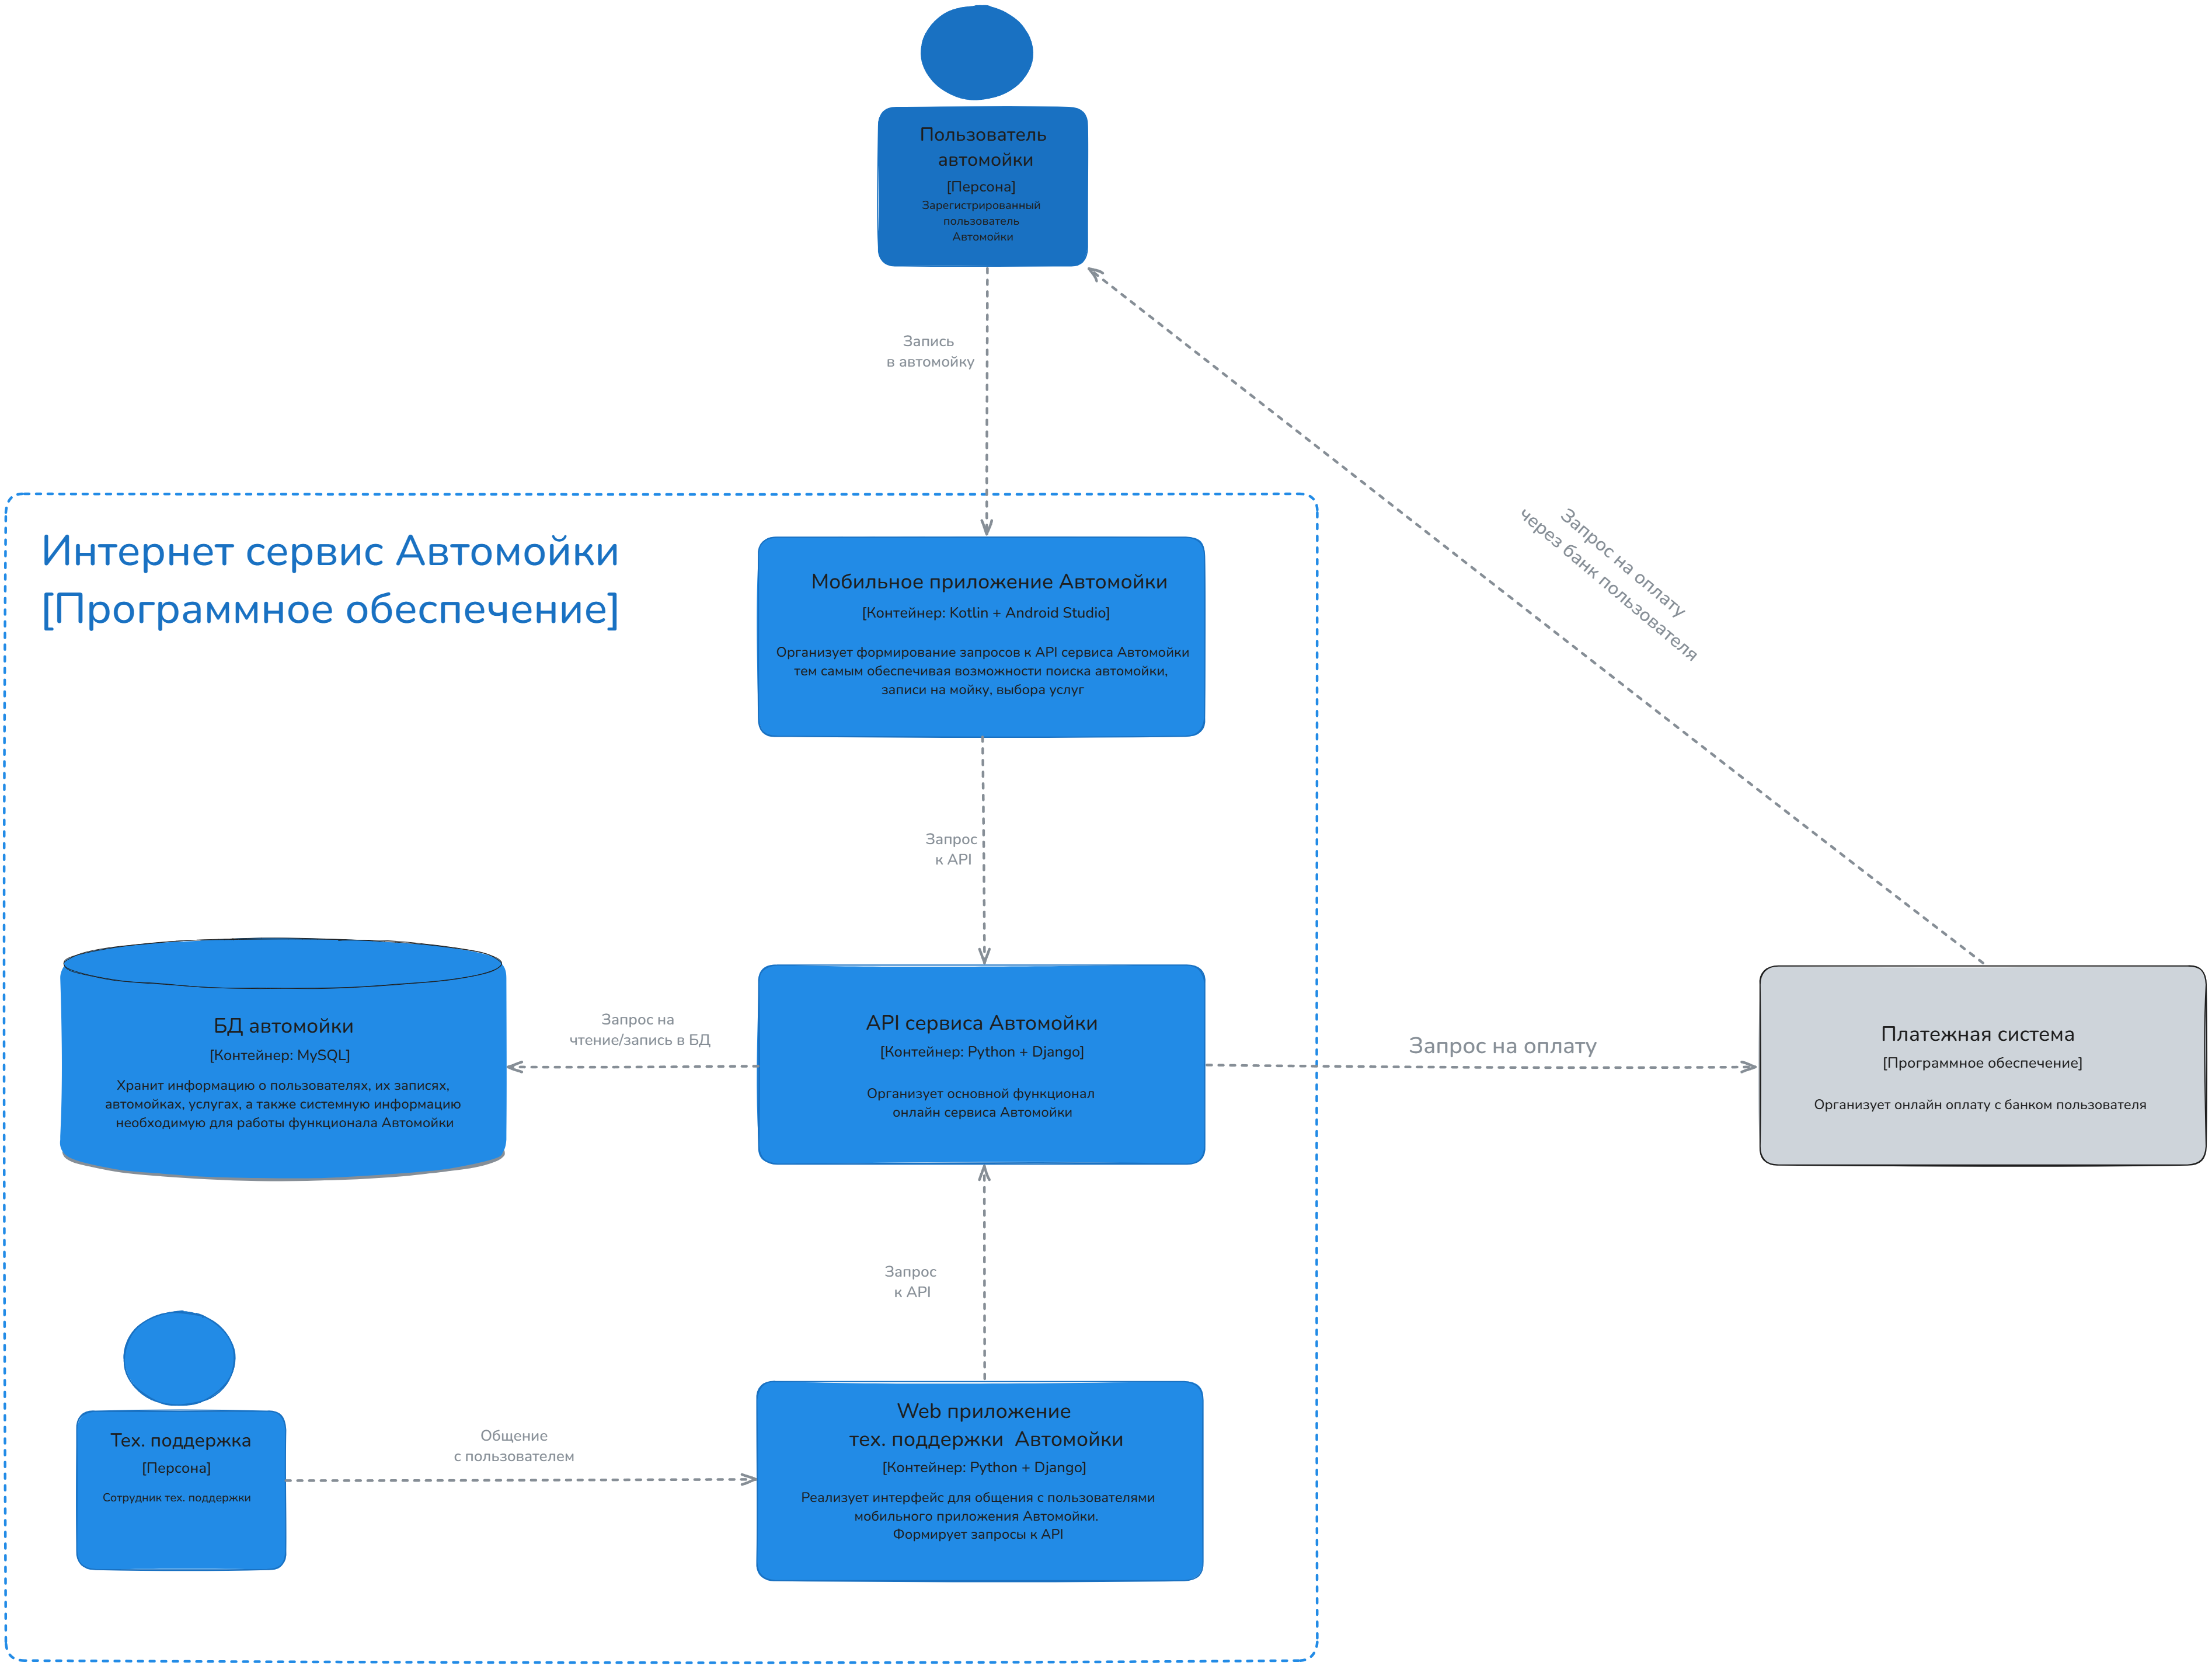 Пользователь
автомойки
[Персона]
Зарегистрированный
пользователь
Автомойки
Запись
в автомойку
Запрос на оплату
через банк пользователя
Интернет сервис Автомойки
[Программное обеспечение]
Мобильное приложение Автомойки
[Контейнер: Kotlin + Android Studio]
Организует формирование запросов к API сервиса Автомойки
тем самым обеспечивая возможности поиска автомойки,
записи на мойку, выбора услуг
Запрос
к API
БД автомойки
[Контейнер: MySQL]
Хранит информацию о пользователях, их записях,
автомойках, услугах, а также системную информацию
необходимую для работы функционала Автомойки
Запрос на
чтение/запись в БД
API сервиса Автомойки
[Контейнер: Python + Django]
Организует основной функционал
онлайн сервиса Автомойки
Запрос на оплату
Платежная система
[Программное обеспечение]
Организует онлайн оплату с банком пользователя
Запрос
к API
Тех. поддержка
[Персона]
Сотрудник тех. поддержки
Общение
с пользователем
Web приложение
тех. поддержки  Автомойки
[Контейнер: Python + Django]
Реализует интерфейс для общения с пользователями
мобильного приложения Автомойки.
Формирует запросы к API